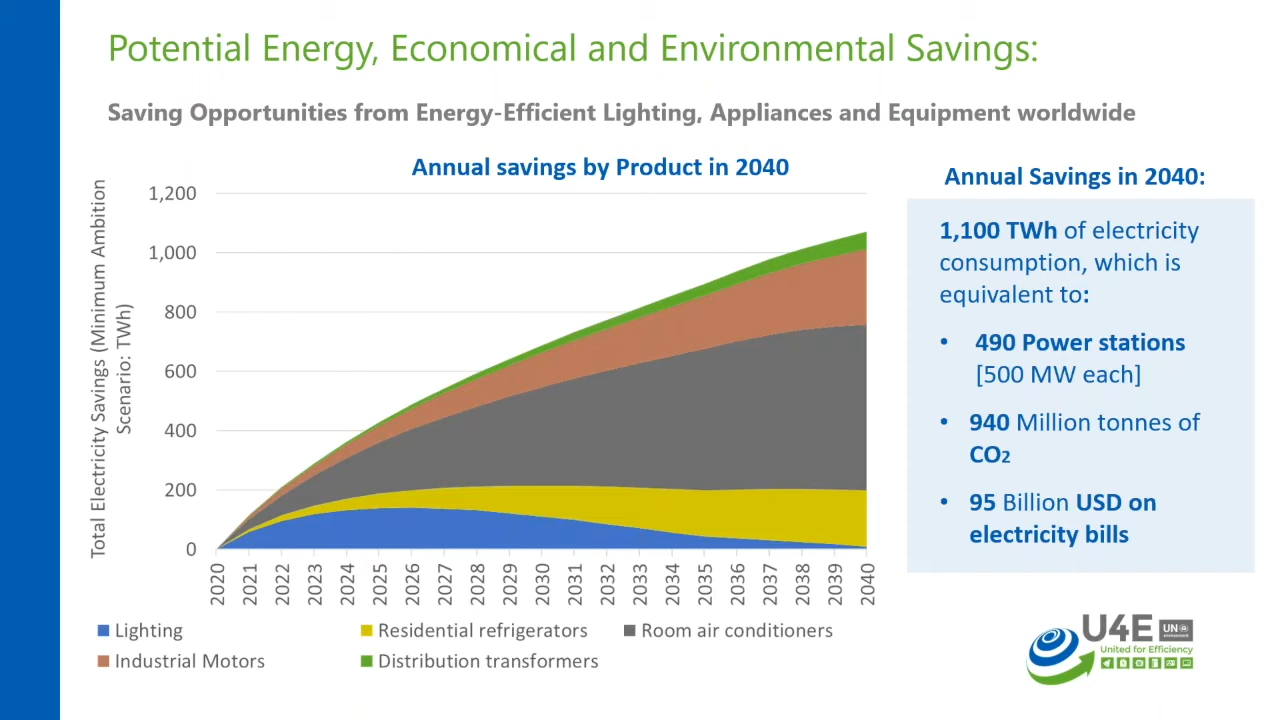 Potential Energy, Economical and Environmental Savings:
Saving Opportunities from Energy-Efficient Lighting, Appliances and Equipment worldwide
Annual savings by Product in 2040
Total Electricity Savings (Minimum Ambition
Scenario: TWh)
1,200
1,000
800
600
400
200
0
2020
2021
2022
2023
2024
2025
2026
2027
2028
2029
2030
2031
2032
2033
2034
2035
2036
2037
2038
2039
2040
Lighting
Residential refrigerators
Room air conditioners
Industrial Motors
Distribution transformers
Annual Savings in 2040:
1,100 TWh of electricity
consumption, which is
equivalent to:
• 490 Power stations
[500 MW each]
• 940 Million tonnes of
CO2
• 95 Billion USD on
electricity bills
U4E
UN
environment
United for Efficiency